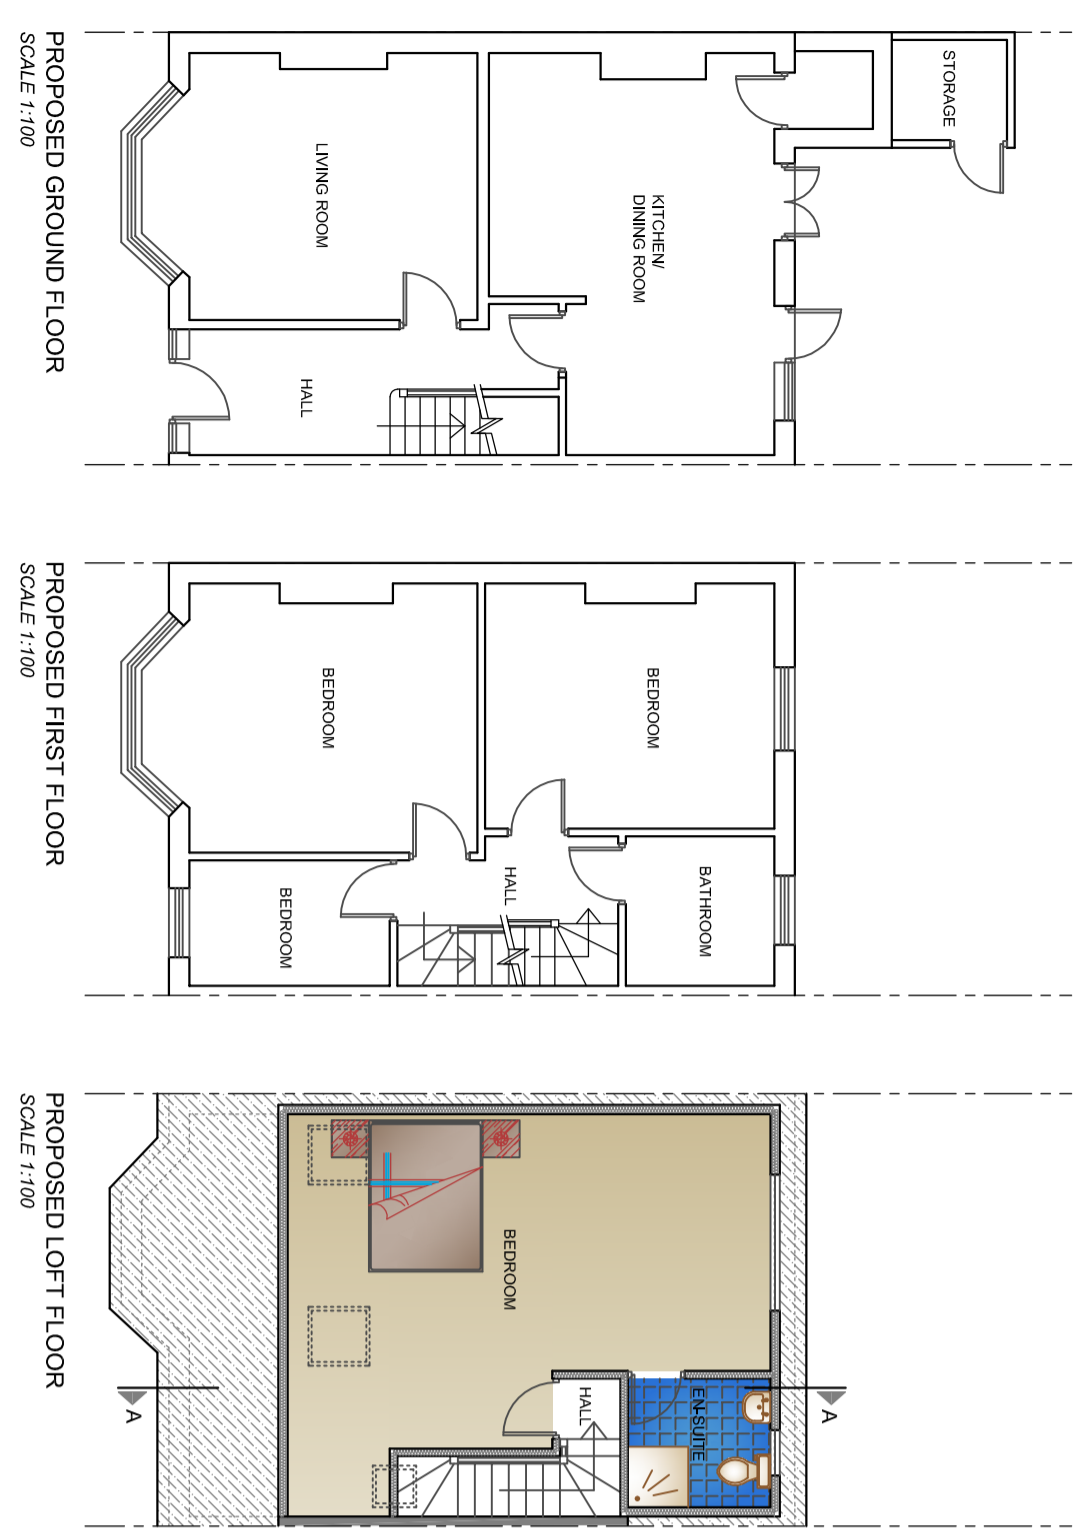 PROPOSED GROUND FLOOR
SCALE 1:100
LIVING ROOM
KITCHEN/
DINING ROOM
STORAGE
HALL
PROPOSED FIRST FLOOR
SCALE 1:100
BEDROOM
BEDROOM
BEDROOM
HALL
BATHROOM
PROPOSED LOFT FLOOR
SCALE 1:100
BEDROOM
HALL
EN-SUITE
A
A